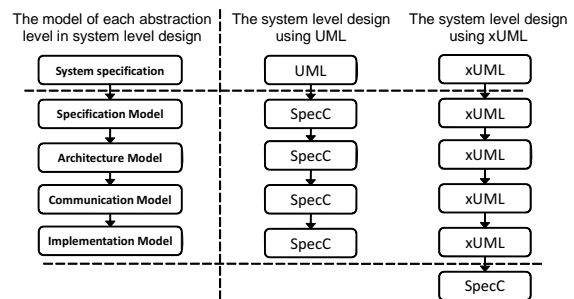 The model of each abstraction
level in system level design
The system level design
using UML
The system level design
using xUML
System specification
UML
xUML
Specification Model
SpecC
xUML
Architecture Model
SpecC
xUML
Communication Model
SpecC
xUML
Implementation Model
SpecC
xUML
SpecC